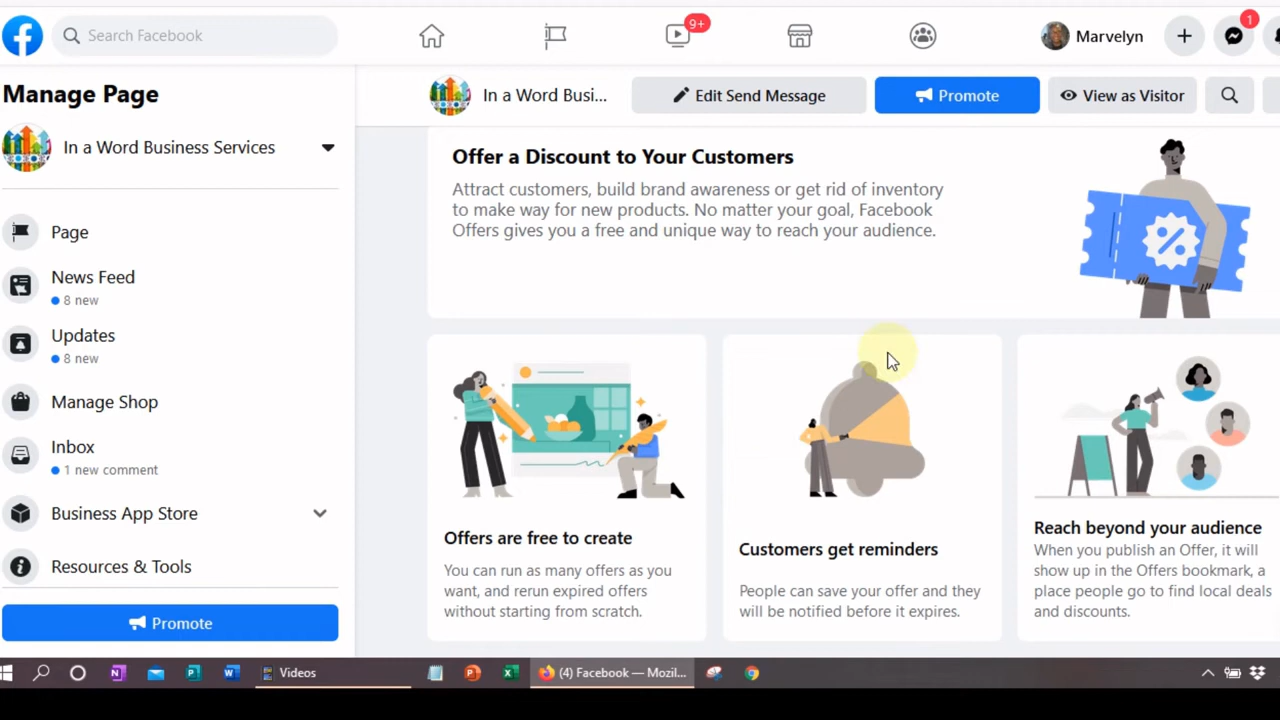 Search Facebook
9+
Marvelyn
1
Manage Page
In a Word Busi...
Edit Send Message
Promote
View as Visitor
In a Word Business Services
Page
News Feed
8 new
Updates
8 new
Manage Shop
Inbox
1 new comment
Business App Store
Resources & Tools
Promote
Offer a Discount to Your Customers
Attract customers, build brand awareness or get rid of inventory
to make way for new products. No matter your goal, Facebook
Offers gives you a free and unique way to reach your audience.
Offers are free to create
You can run as many offers as you
want, and rerun expired offers
without starting from scratch.
Customers get reminders
People can save your offer and they
will be notified before it expires.
Reach beyond your audience
When you publish an Offer, it will
show up in the Offers bookmark, a
place people go to find local deals
and discounts.
Videos
(4) Facebook — Mozil...